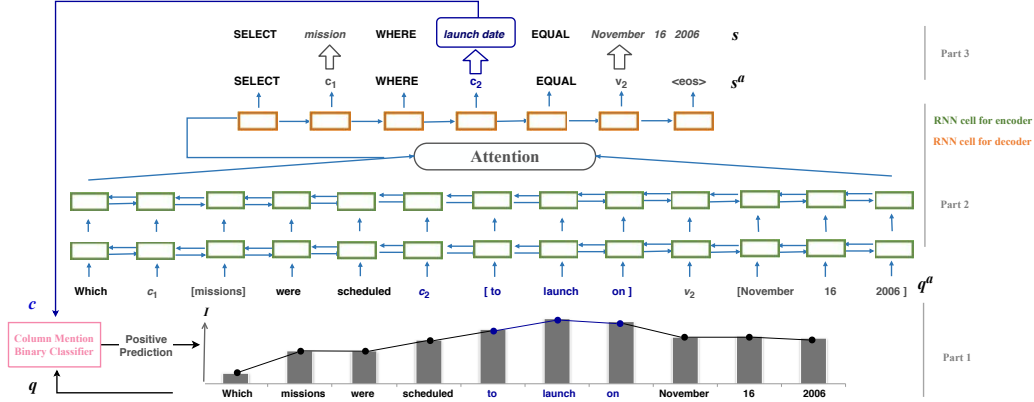 SELECT mission WHERE launch date EQUAL November 16 2006 s
SELECT c1 WHERE c2 EQUAL v2 <eos> s^a
Part 3
RNN cell for encoder
RNN cell for decoder
Attention
Part 2
Which c1 [missions] were scheduled c2 [ to launch on ] v2 [November 16 2006 ] q^a
c
I
Column Mention
Binary Classifier
Positive
Prediction
Part 1
q
Which missions were scheduled to launch on November 16 2006